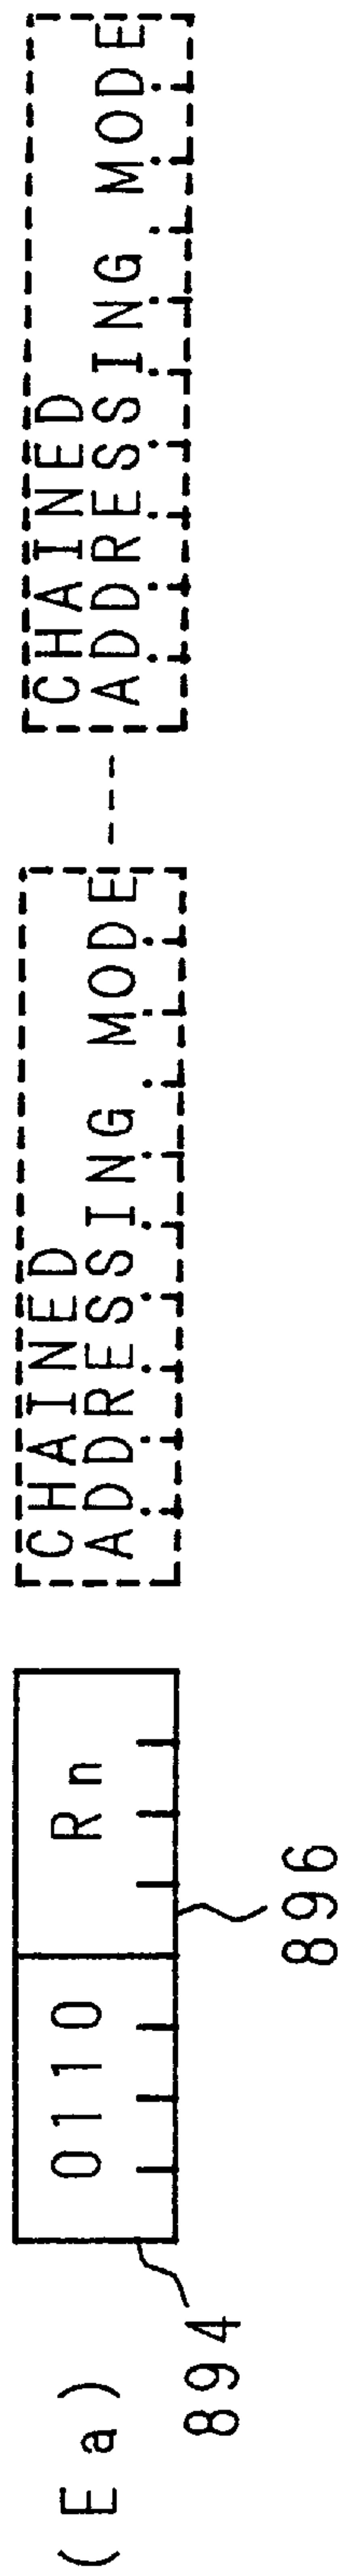 (Ea)
0110
Rn
CHAINED
ADDRESSING MODE
CHAINED
ADDRESSING MODE
894
896